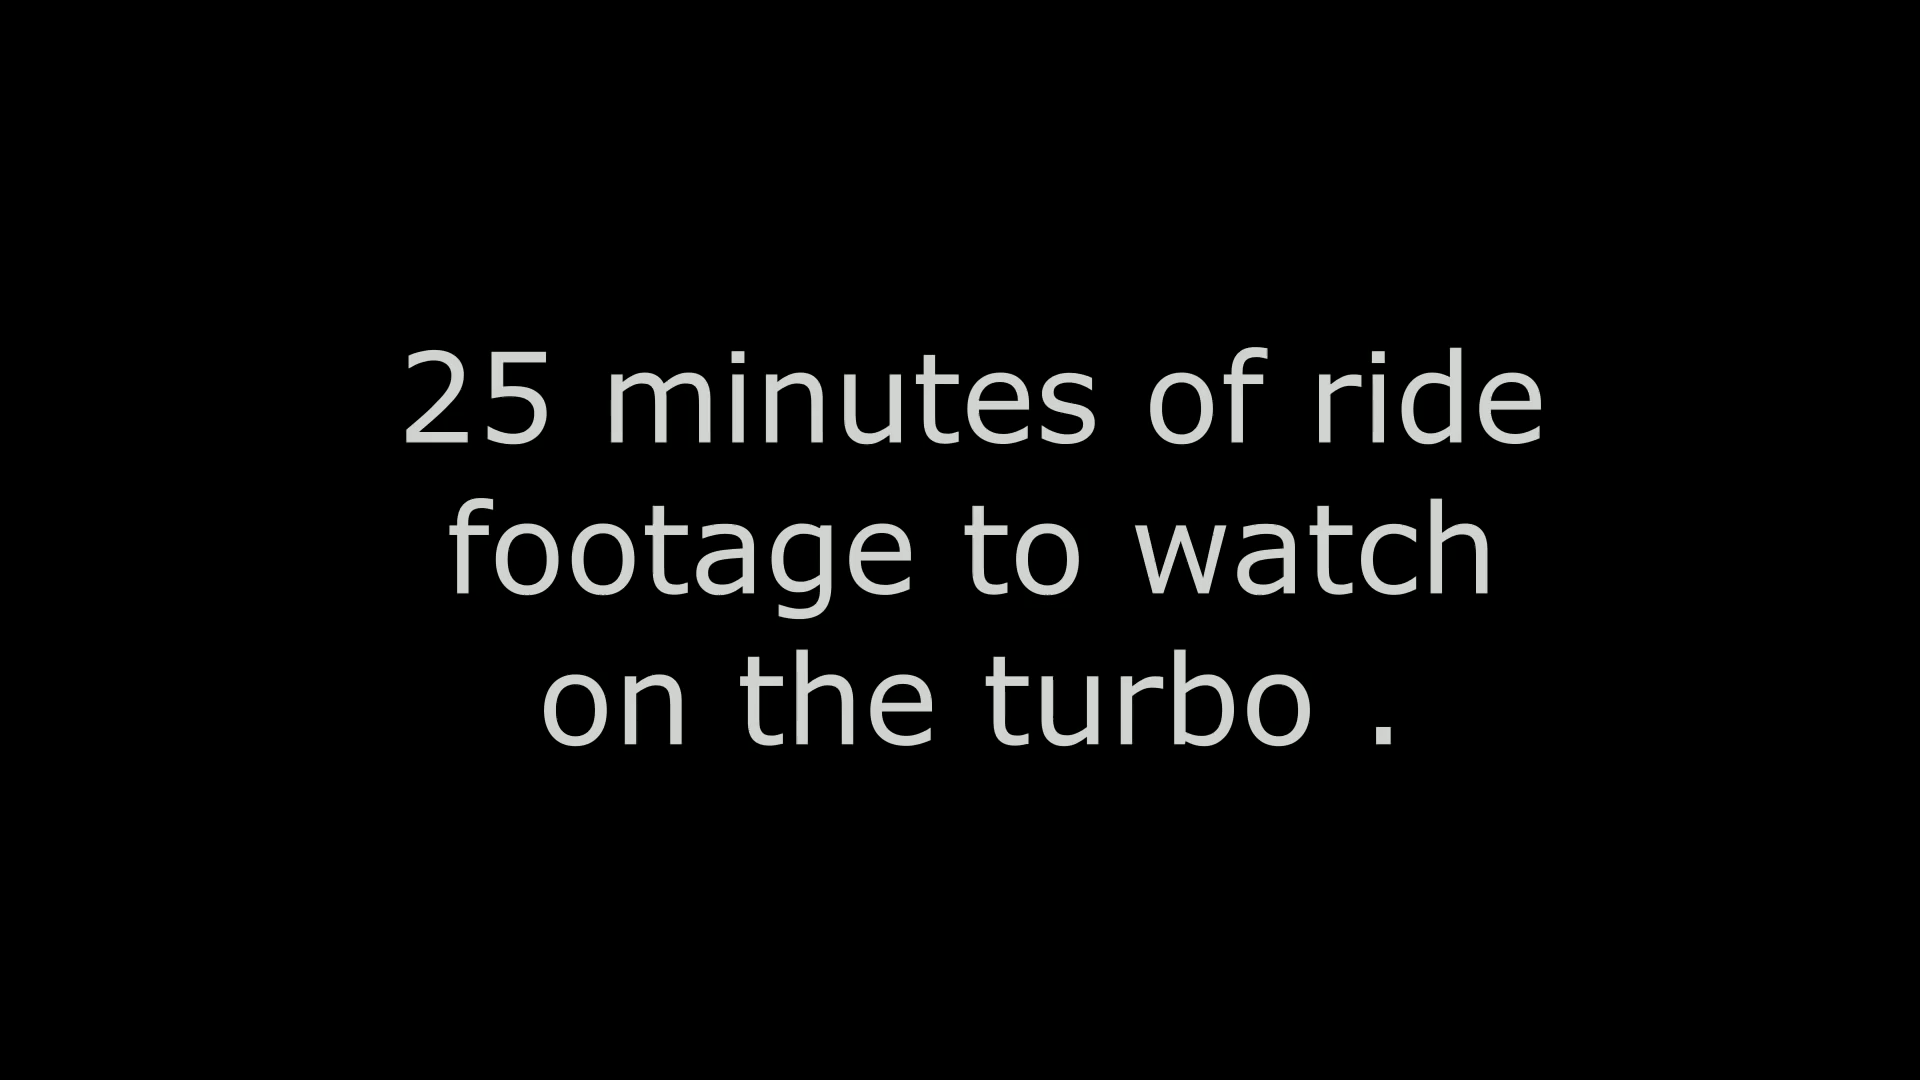 25 minutes of ride
footage to watch
on the turbo .